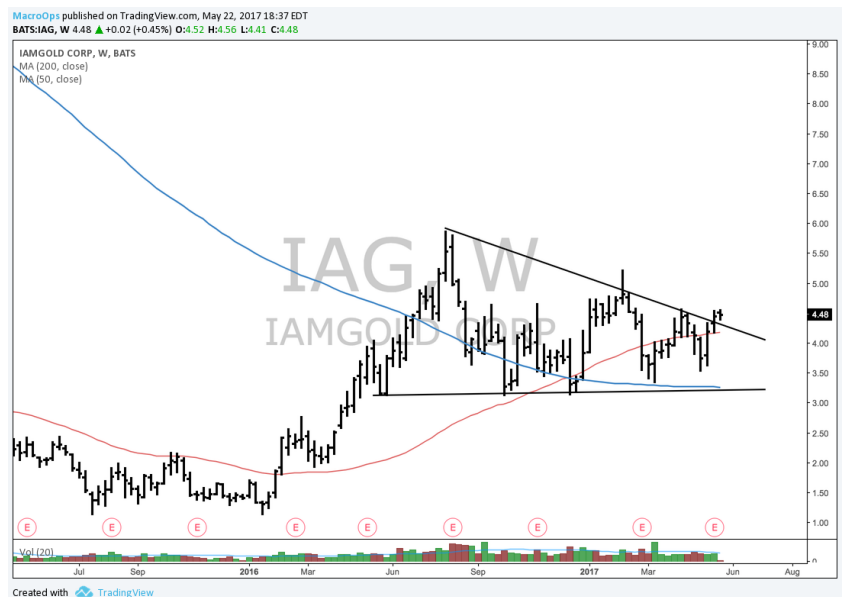 MacroOps published on TradingView.com, May 22, 2017 18:37 EDT
BATS:IAG, W 4.48 ▲ +0.02 (+0.45%) O:4.52 H:4.56 L:4.41 C:4.48
IAMGOLD CORP, W, BATS
MA (200, close)
MA (50, close)
IAG, W
IAMGOLD CORP
9.00
8.50
8.00
7.50
7.00
6.50
6.00
5.50
5.00
4.48
4.00
3.50
3.00
2.50
2.00
1.50
1.00
E E E E E E E E E
Vol (20)
0
Jul Sep 2016 Mar Jun Sep 2017 Mar Jun Aug
Created with TradingView